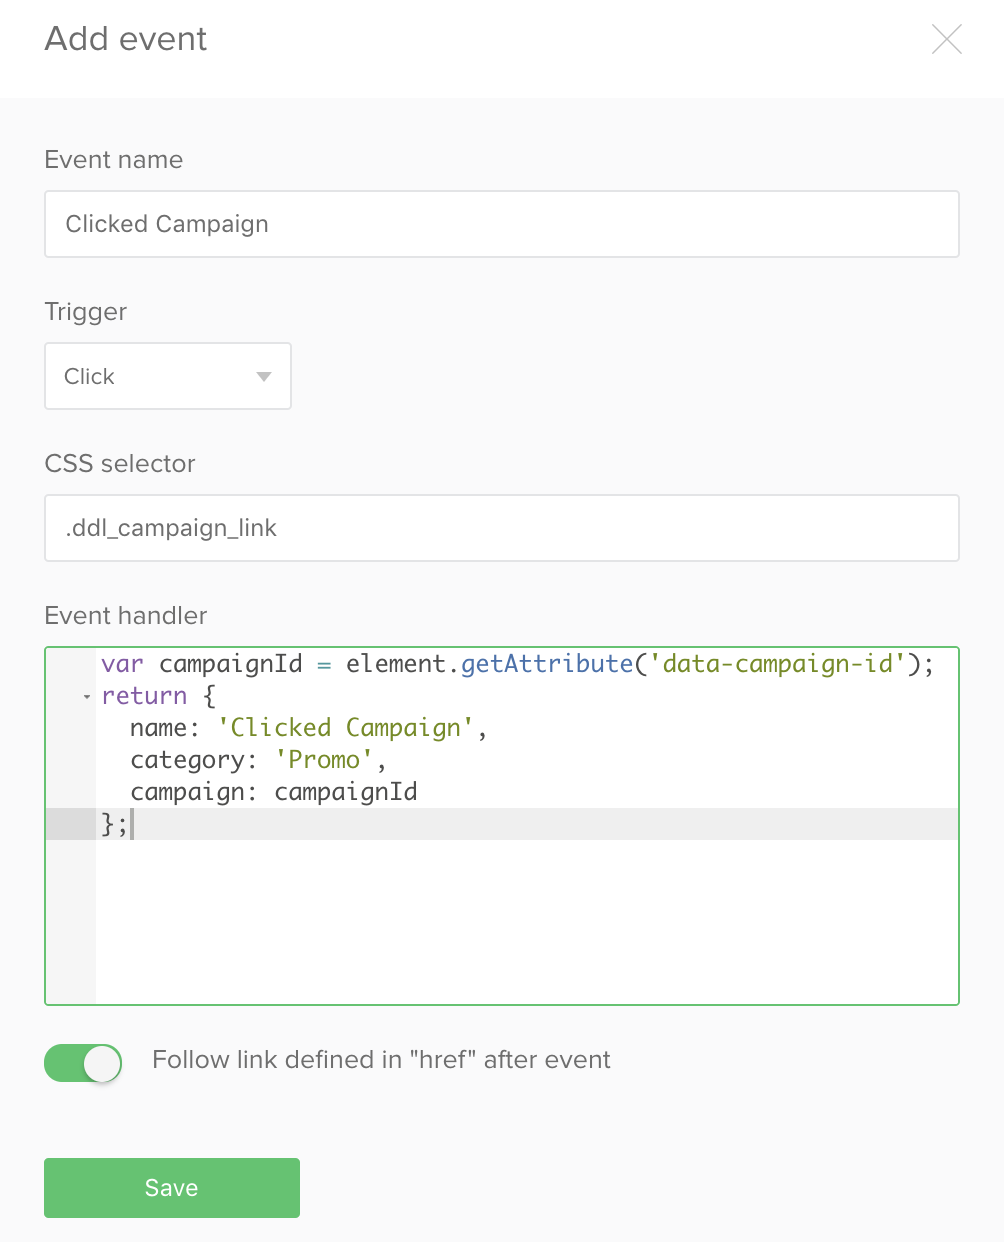 Add event
Event name
Clicked Campaign
Trigger
Click
CSS selector
.ddl_campaign_link
Event handler
var campaignId = element.getAttribute('data-campaign-id');
return {
  name: 'Clicked Campaign',
  category: 'Promo',
  campaign: campaignId
};
Follow link defined in "href" after event
Save